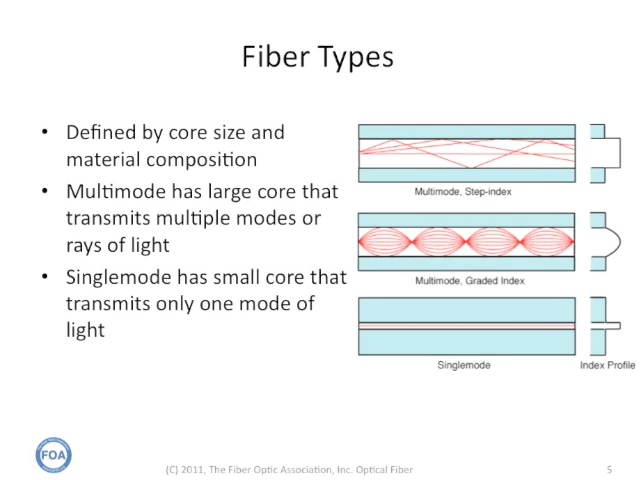 Fiber Types
• Defined by core size and
material composition
• Multimode has large core that
transmits multiple modes or
rays of light
• Singlemode has small core that
transmits only one mode of
light
Multimode, Step-index
Multimode, Graded Index
Singlemode
Index Profile
FOA
(C) 2011, The Fiber Optic Association, Inc. Optical Fiber
5